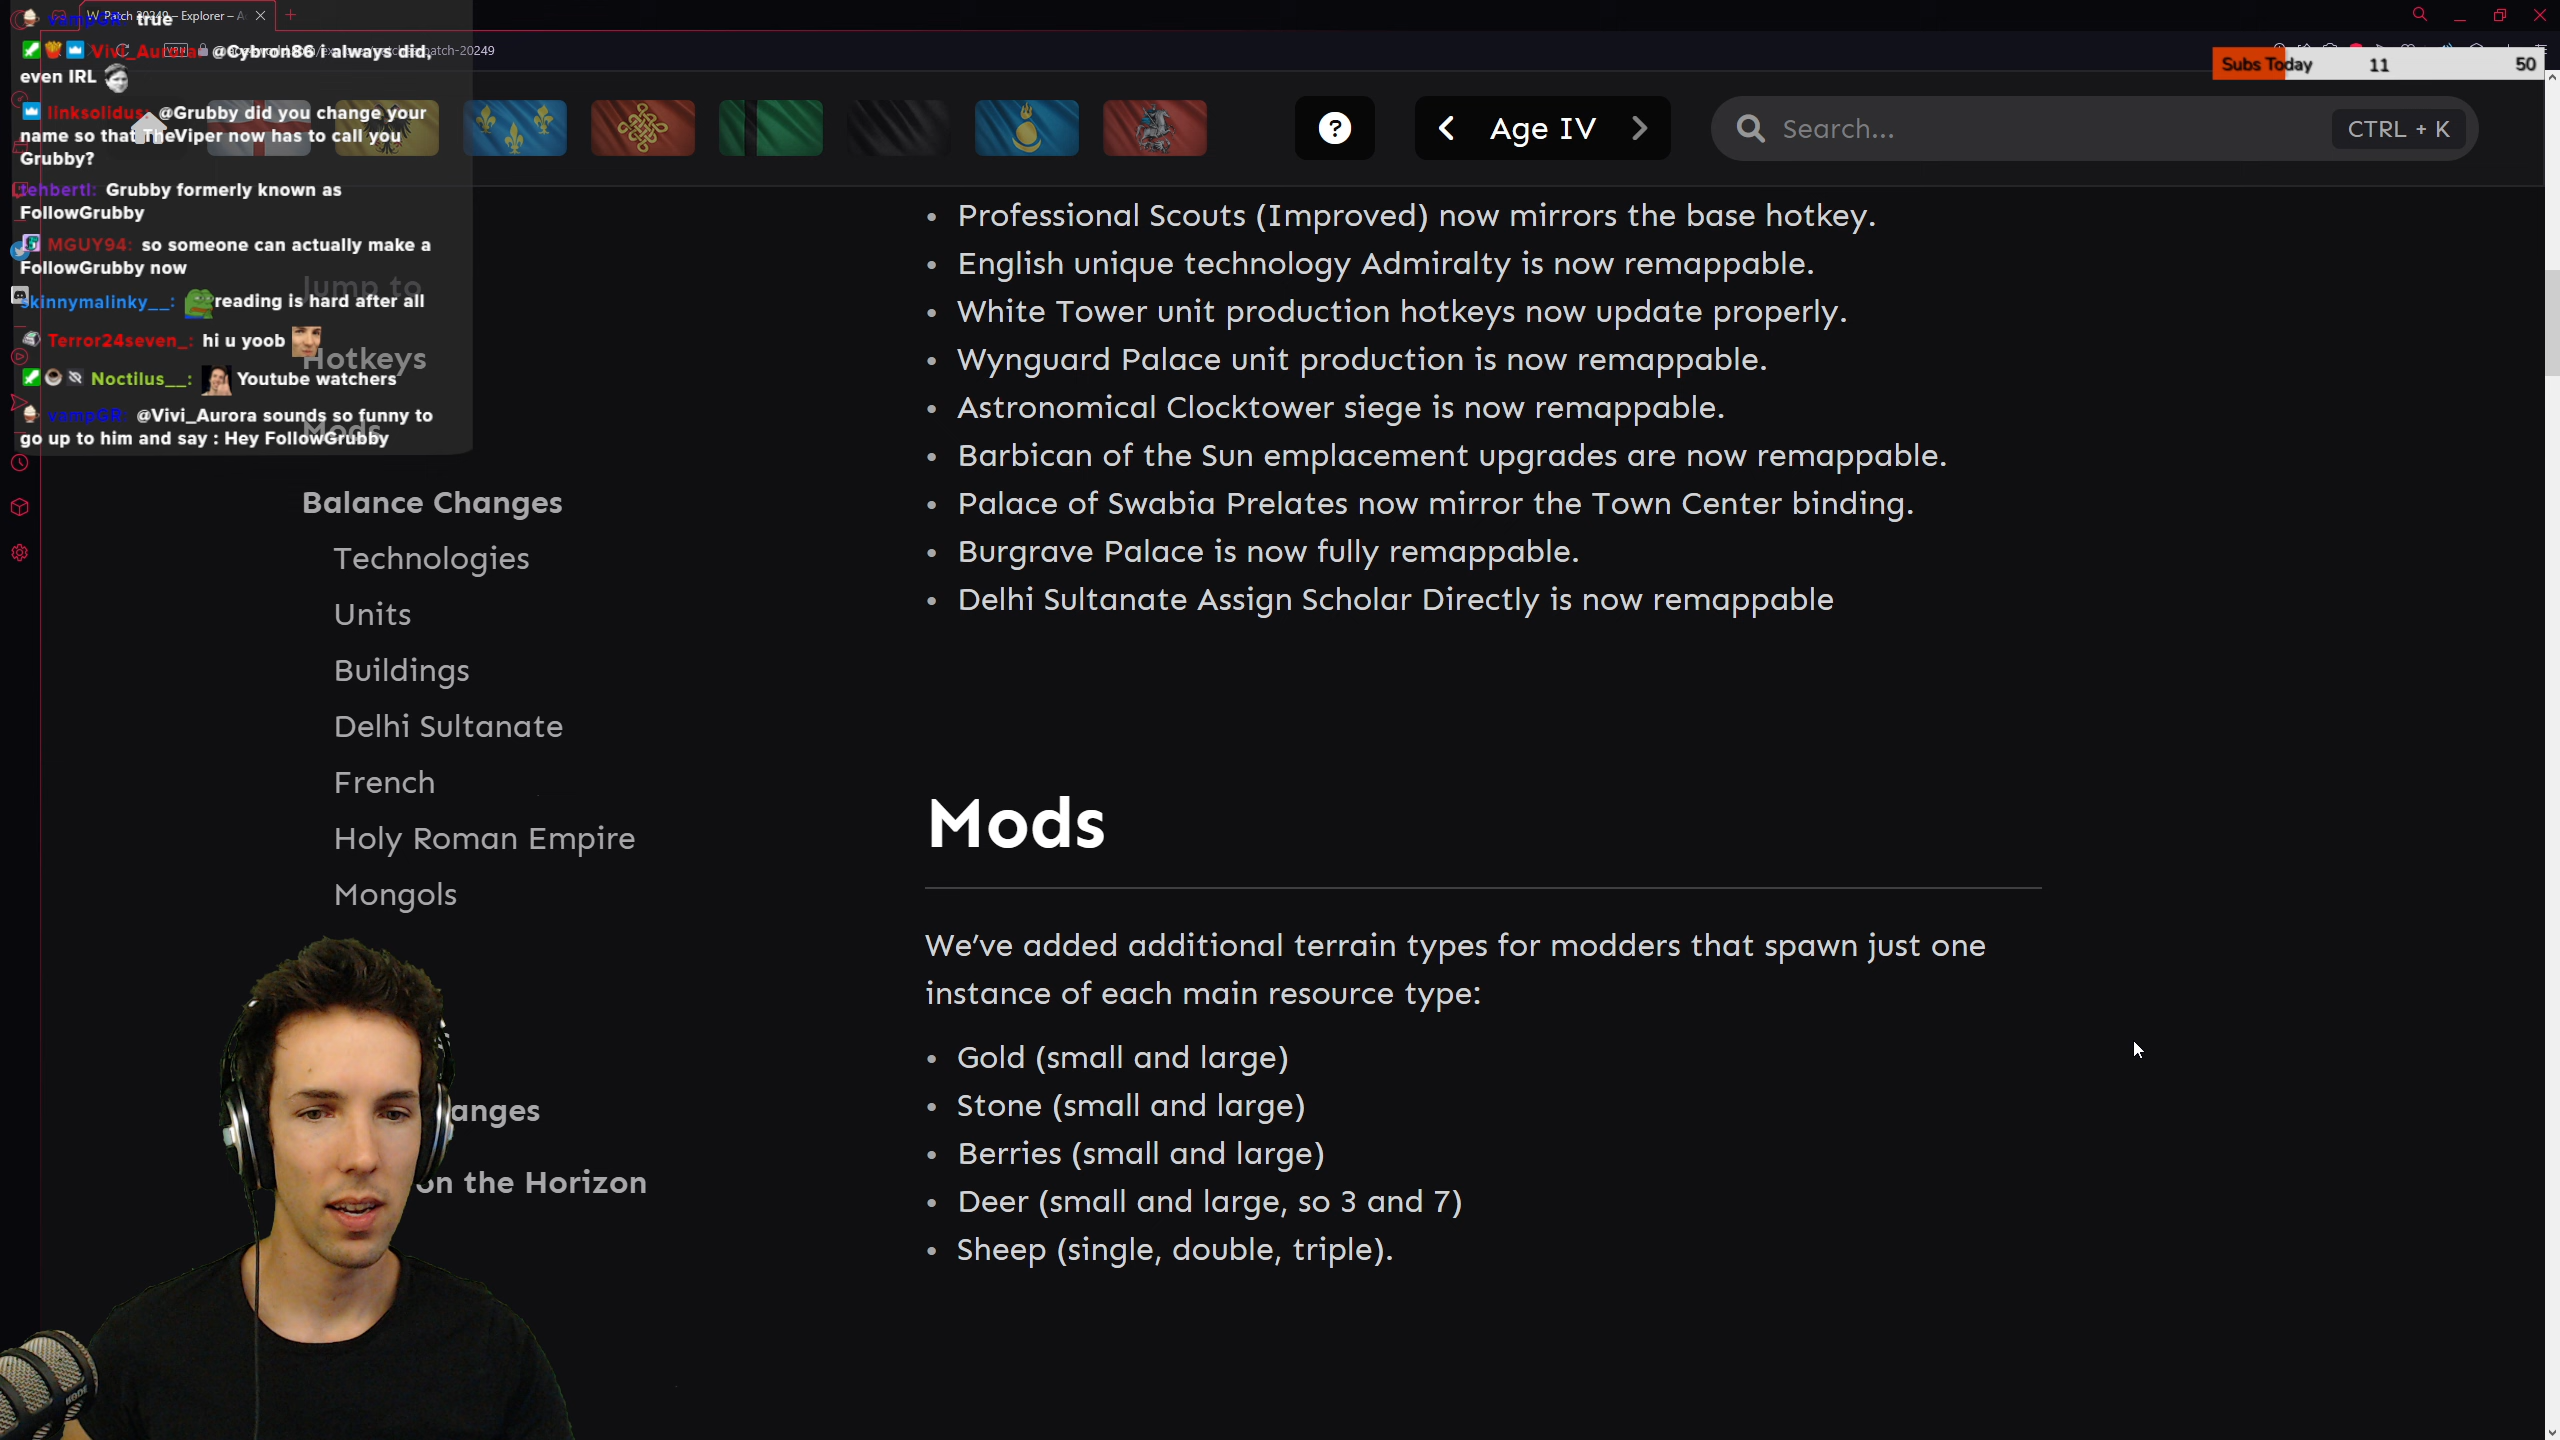 vampGR: true
Patch 20249 – Explorer – A
Vivi_Aurora: @Cybron86 i always did,
even IRL
patch-20249
VPN
linksolidus: @Grubby did you change your
name so that TheViper now has to call you
Grubby?
tehbertl: Grubby formerly known as
FollowGrubby
MGUY94: so someone can actually make a
FollowGrubby now
skinnymalinky__: reading is hard after all
Terror24seven_: hi u yoob
Noctilus__: Youtube watchers
vampGR: @Vivi_Aurora sounds so funny to
go up to him and say : Hey FollowGrubby
Subs Today 11 50
Age IV
Search...
CTRL + K
Jump to
Hotkeys
Mods
Balance Changes
Technologies
Units
Buildings
Delhi Sultanate
French
Holy Roman Empire
Mongols
anges
on the Horizon
• Professional Scouts (Improved) now mirrors the base hotkey.
• English unique technology Admiralty is now remappable.
• White Tower unit production hotkeys now update properly.
• Wynguard Palace unit production is now remappable.
• Astronomical Clocktower siege is now remappable.
• Barbican of the Sun emplacement upgrades are now remappable.
• Palace of Swabia Prelates now mirror the Town Center binding.
• Burgrave Palace is now fully remappable.
• Delhi Sultanate Assign Scholar Directly is now remappable
Mods
We've added additional terrain types for modders that spawn just one
instance of each main resource type:
• Gold (small and large)
• Stone (small and large)
• Berries (small and large)
• Deer (small and large, so 3 and 7)
• Sheep (single, double, triple).